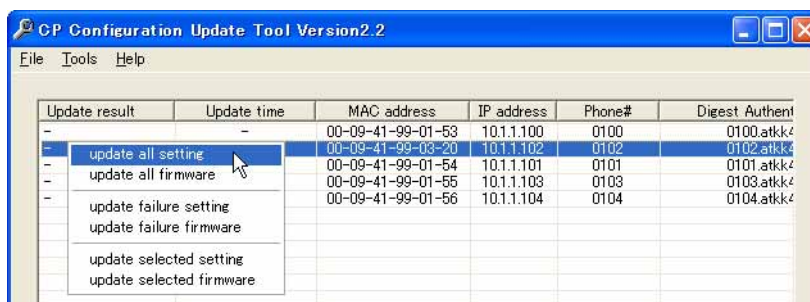 CP Configuration Update Tool Version2.2
File Tools Help
Update result Update time MAC address IP address Phone# Digest Authent
- - 00-09-41-99-01-53 10.1.1.100 0100 0100.atkk4
- 00-09-41-99-03-20 10.1.1.102 0102 0102.atkk4
- 00-09-41-99-01-54 10.1.1.101 0101 0101.atkk4
- 00-09-41-99-01-55 10.1.1.103 0103 0103.atkk4
- 00-09-41-99-01-56 10.1.1.104 0104 0104.atkk4
update all setting
update all firmware
update failure setting
update failure firmware
update selected setting
update selected firmware